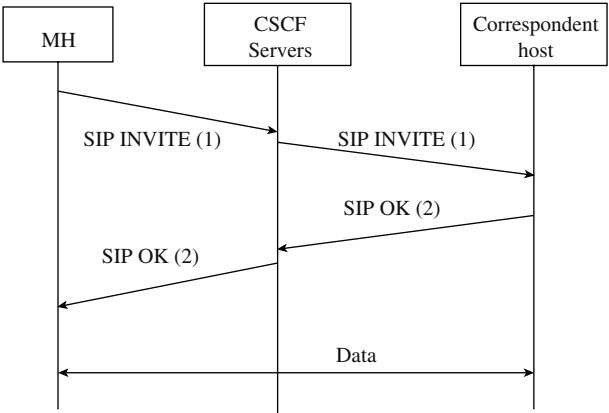 MH
CSCF
Servers
Correspondent
host
SIP INVITE (1)
SIP INVITE (1)
SIP OK (2)
SIP OK (2)
Data